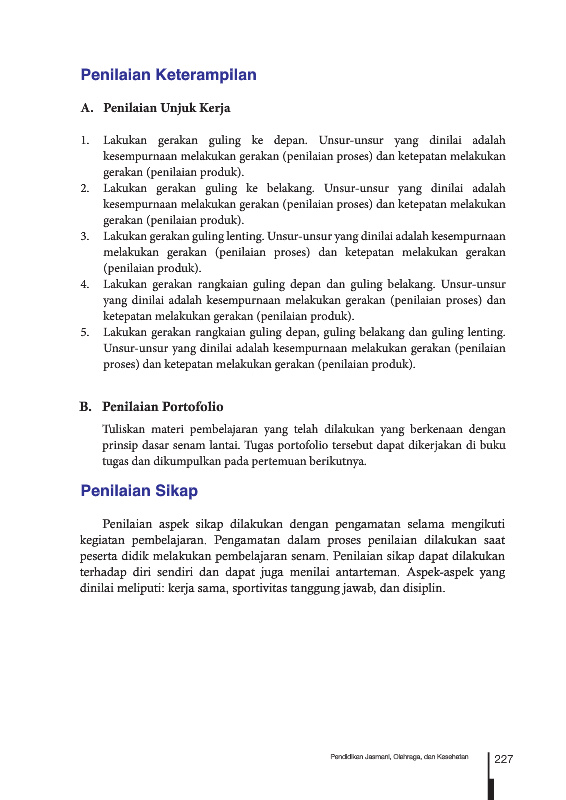 Penilaian Keterampilan
A. Penilaian Unjuk Kerja
1. Lakukan gerakan guling ke depan. Unsur-unsur yang dinilai adalah
kesempurnaan melakukan gerakan (penilaian proses) dan ketepatan melakukan
gerakan (penilaian produk).
2. Lakukan gerakan guling ke belakang. Unsur-unsur yang dinilai adalah
kesempurnaan melakukan gerakan (penilaian proses) dan ketepatan melakukan
gerakan (penilaian produk).
3. Lakukan gerakan guling lenting. Unsur-unsur yang dinilai adalah kesempurnaan
melakukan gerakan (penilaian proses) dan ketepatan melakukan gerakan
(penilaian produk).
4. Lakukan gerakan rangkaian guling depan dan guling belakang. Unsur-unsur
yang dinilai adalah kesempurnaan melakukan gerakan (penilaian proses) dan
ketepatan melakukan gerakan (penilaian produk).
5. Lakukan gerakan rangkaian guling depan, guling belakang dan guling lenting.
Unsur-unsur yang dinilai adalah kesempurnaan melakukan gerakan (penilaian
proses) dan ketepatan melakukan gerakan (penilaian produk).
B. Penilaian Portofolio
Tuliskan materi pembelajaran yang telah dilakukan yang berkenaan dengan
prinsip dasar senam lantai. Tugas portofolio tersebut dapat dikerjakan di buku
tugas dan dikumpulkan pada pertemuan berikutnya.
Penilaian Sikap
Penilaian aspek sikap dilakukan dengan pengamatan selama mengikuti
kegiatan pembelajaran. Pengamatan dalam proses penilaian dilakukan saat
peserta didik melakukan pembelajaran senam. Penilaian sikap dapat dilakukan
terhadap diri sendiri dan dapat juga menilai antarteman. Aspek-aspek yang
dinilai meliputi: kerja sama, sportivitas tanggung jawab, dan disiplin.
Pendidikan Jasmani, Olehraga, dan Kesehatan 227